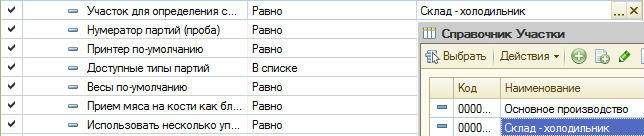 Участок для определения с... Равно Склад - холодильник ...
Нумератор партий (проба) Равно
Справочник Участки
Принтер по-умолчанию Равно
Выбрать Действия
Доступные типы партий В списке
Весы по-умолчанию Равно
Код Наименование
Прием мяса на кости как бл... Равно
0000... Основное производство
Использовать несколько уп... Равно
0000... Склад - холодильник